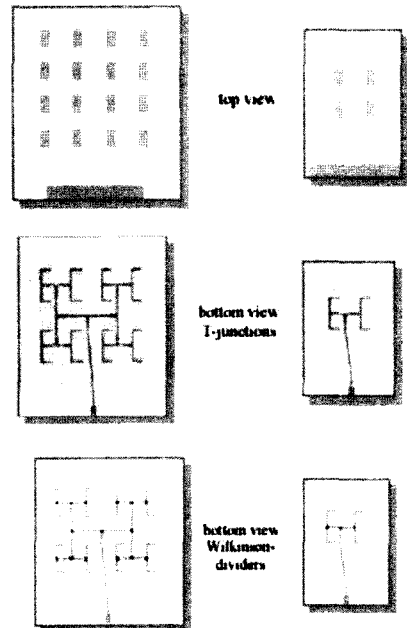 top view
bottom view
T-junctions
bottom view
Wilkinson-
dividers